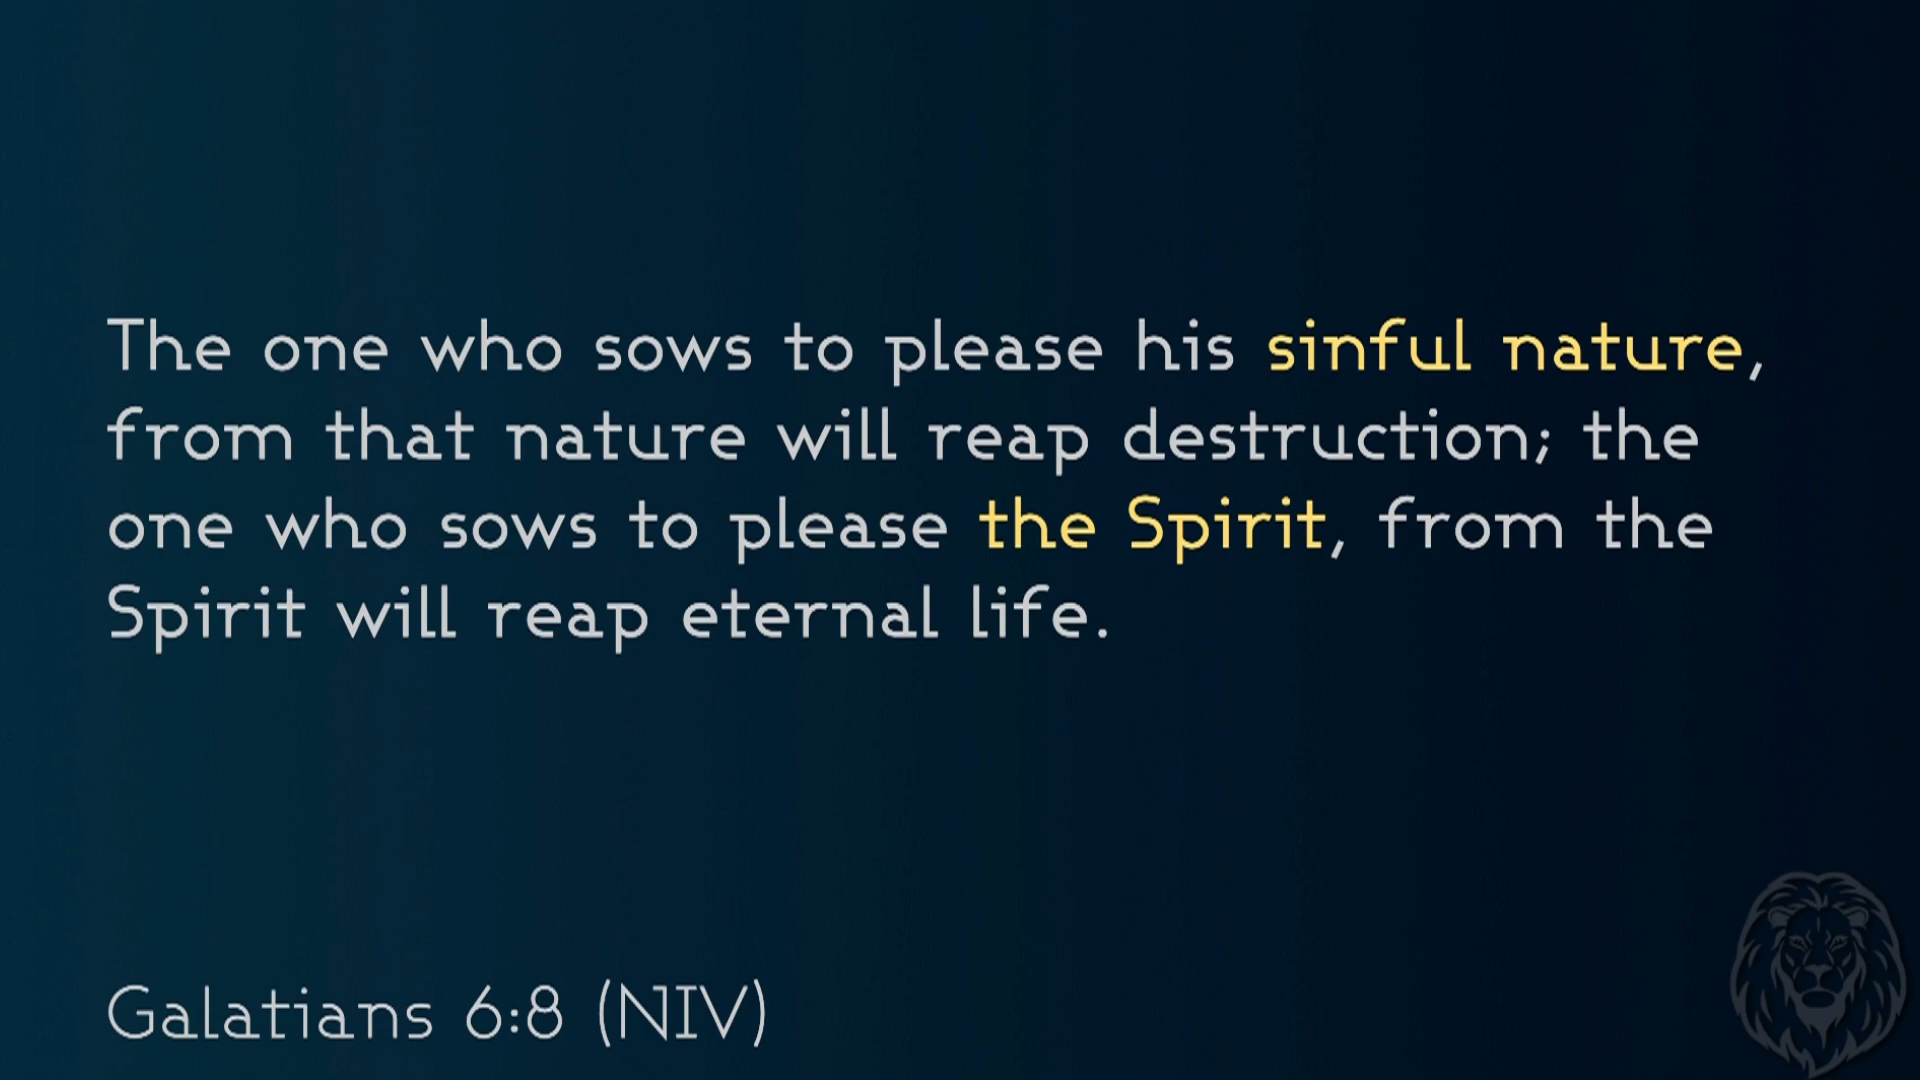 The one who sows to please his sinful nature,
from that nature will reap destruction; the
one who sows to please the Spirit, from the
Spirit will reap eternal life.
Galatians 6:8 (NIV)